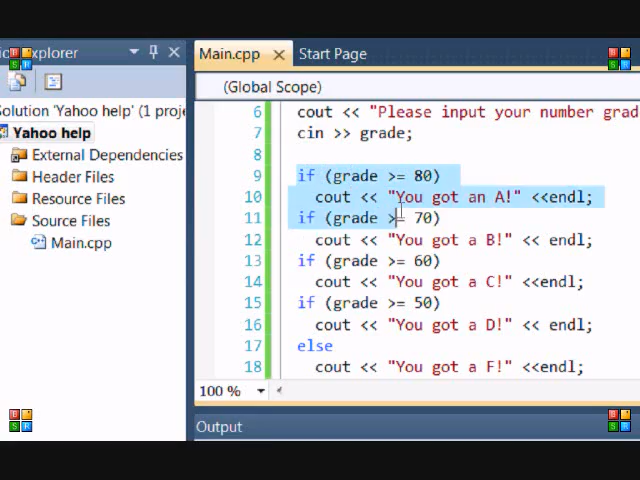 Explorer
Main.cpp
Start Page
(Global Scope)
Solution 'Yahoo help' (1 proje
Yahoo help
External Dependencies
Header Files
Resource Files
Source Files
Main.cpp
6 cout << "Please input your number grad
7 cin >> grade;
8
9 if (grade >= 80)
10 cout << "You got an A!" <<endl;
11 if (grade >= 70)
12 cout << "You got a B!" << endl;
13 if (grade >= 60)
14 cout << "You got a C!" <<endl;
15 if (grade >= 50)
16 cout << "You got a D!" << endl;
17 else
18 cout << "You got a F!" <<endl;
100 %
Output